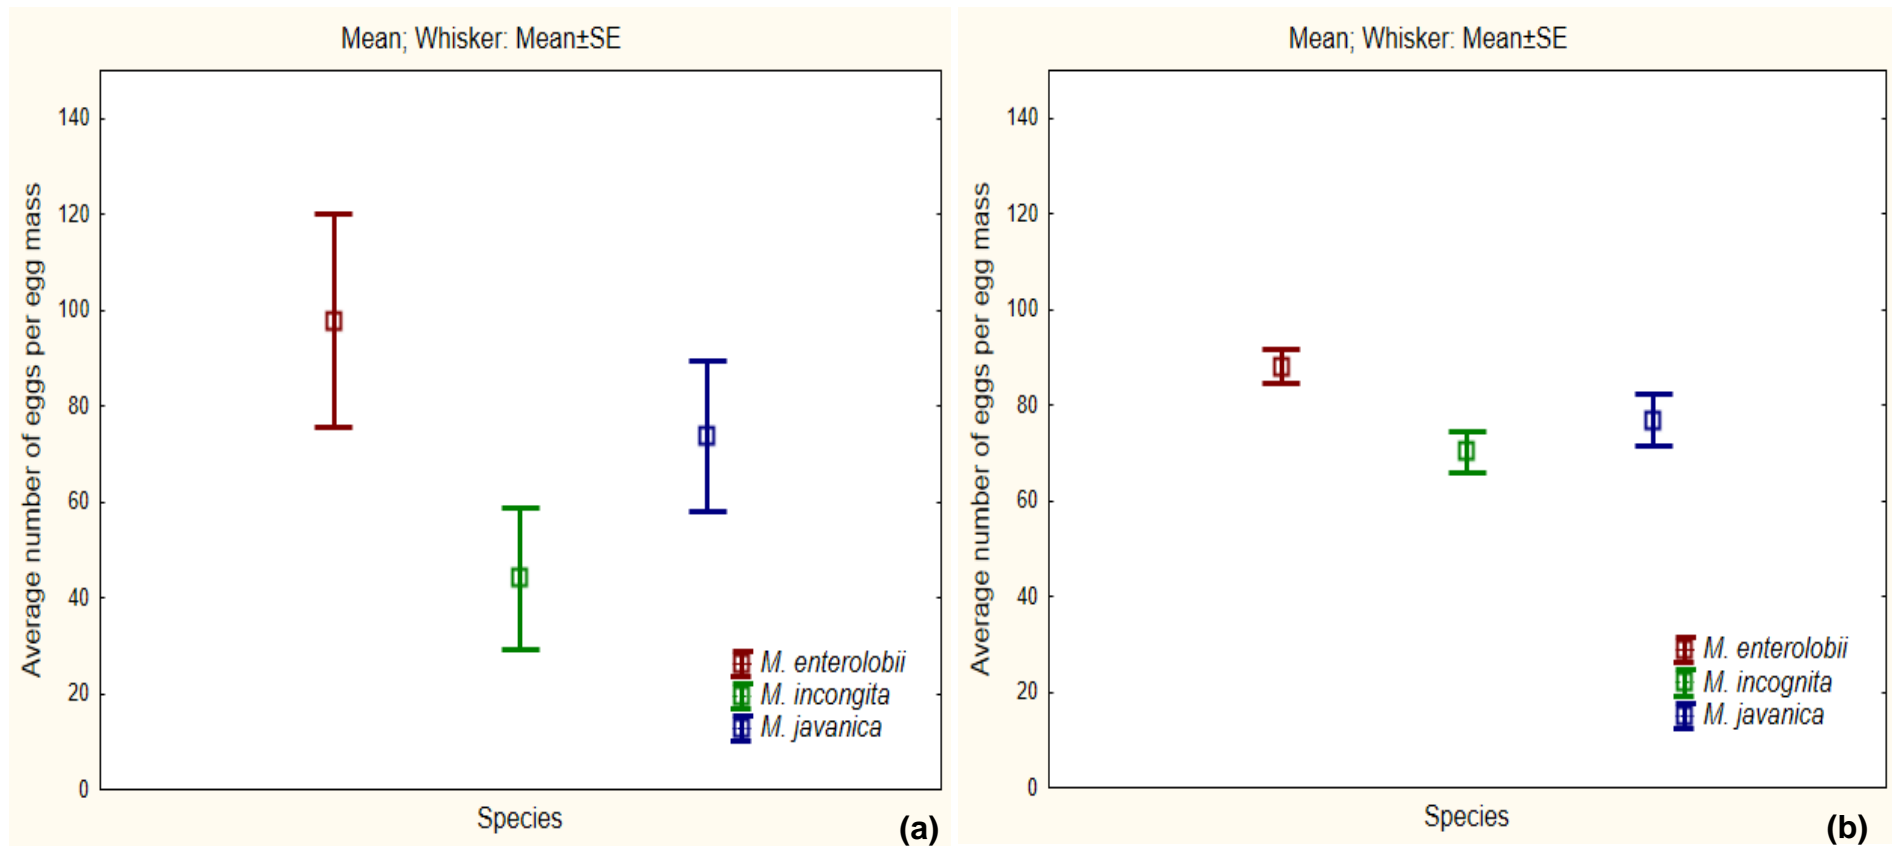 Mean; Whisker: Mean±SE
Average number of eggs per egg mass
140
120
100
80
60
40
20
0
M. enterolobii
M. incongita
M. javanica
Species
(a)
Mean; Whisker: Mean±SE
Average number of eggs per egg mass
140
120
100
80
60
40
20
0
M. enterolobii
M. incognita
M. javanica
Species
(b)